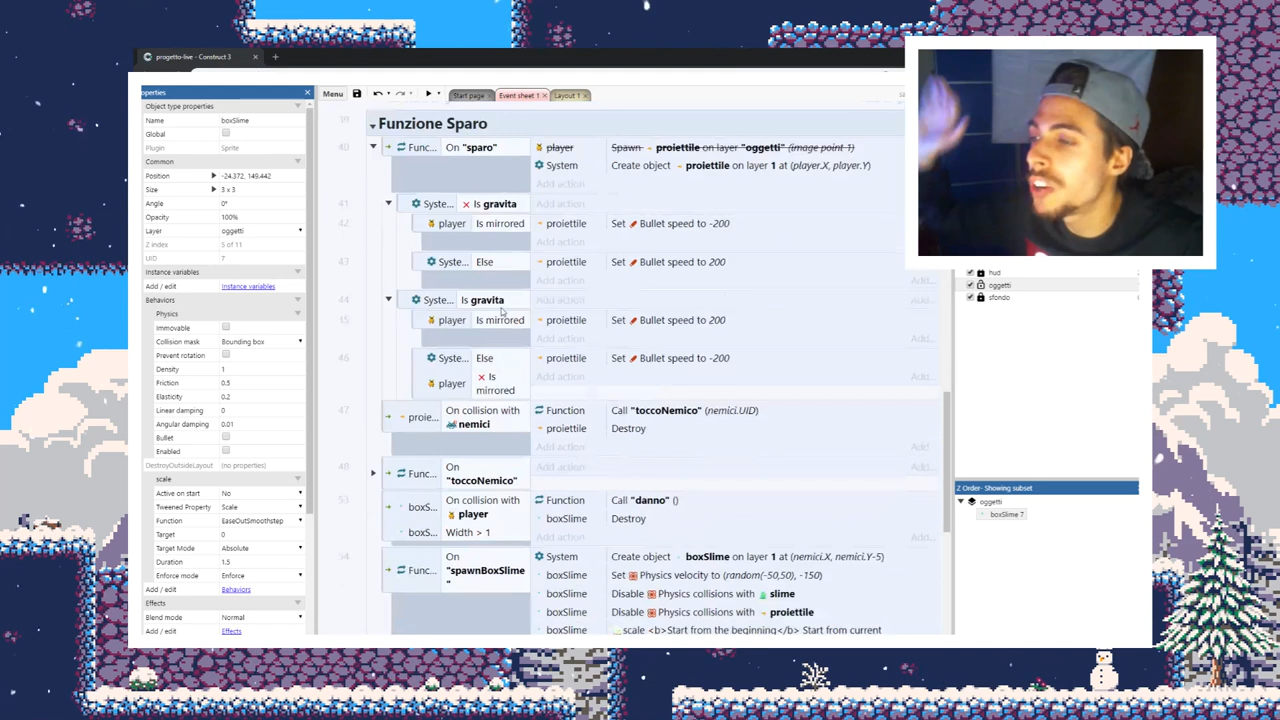 progetto-live - Construct 3
operties
Object type properties
Name boxSlime
Global
Plugin Sprite
Common
Position -24.372, 149.442
Size 3 x 3
Angle 0°
Opacity 100%
Layer oggetti
Z index 5 of 11
UID 7
Instance variables
Add / edit Instance variables
Behaviors
Physics
Immovable
Collision mask Bounding box
Prevent rotation
Density 1
Friction 0.5
Elasticity 0.2
Linear damping 0
Angular damping 0.01
Bullet
Enabled
DestroyOutsideLayout (no properties)
scale
Active on start No
Tweened Property Scale
Function EaseOutSmoothstep
Target 0
Target Mode Absolute
Duration 1.5
Enforce mode Enforce
Add / edit Behaviors
Effects
Blend mode Normal
Add / edit Effects
Menu
Start page
Event sheet 1
Layout 1
Funzione Sparo
40 Func... On "sparo" player Spawn proiettile on layer "oggetti" (image point 1)
System Create object proiettile on layer 1 at (player.X, player.Y)
Add action
41 Syste... Is gravita Add action
42 player Is mirrored proiettile Set Bullet speed to -200
Add action
43 Syste... Else proiettile Set Bullet speed to 200
Add action
44 Syste... Is gravita Add action
player Is mirrored proiettile Set Bullet speed to 200
Add action Add...
46 Syste... Else proiettile Set Bullet speed to -200
player Is mirrored Add action Add...
47 proie... On collision with nemici Function Call "toccoNemico" (nemici.UID)
proiettile Destroy
Add action Add...
Func... On "toccoNemico" Add action Add...
53 boxS... On collision with player Function Call "danno" ()
boxS... Width > 1 boxSlime Destroy
Add action Add...
Func... On "spawnBoxSlime" System Create object boxSlime on layer 1 at (nemici.X, nemici.Y-5)
boxSlime Set Physics velocity to (random(-50,50), -150)
boxSlime Disable Physics collisions with slime
boxSlime Disable Physics collisions with proiettile
boxSlime scale <b>Start from the beginning</b> Start from current
hud
oggetti
sfondo
Z Order- Showing subset
oggetti
boxSlime 7